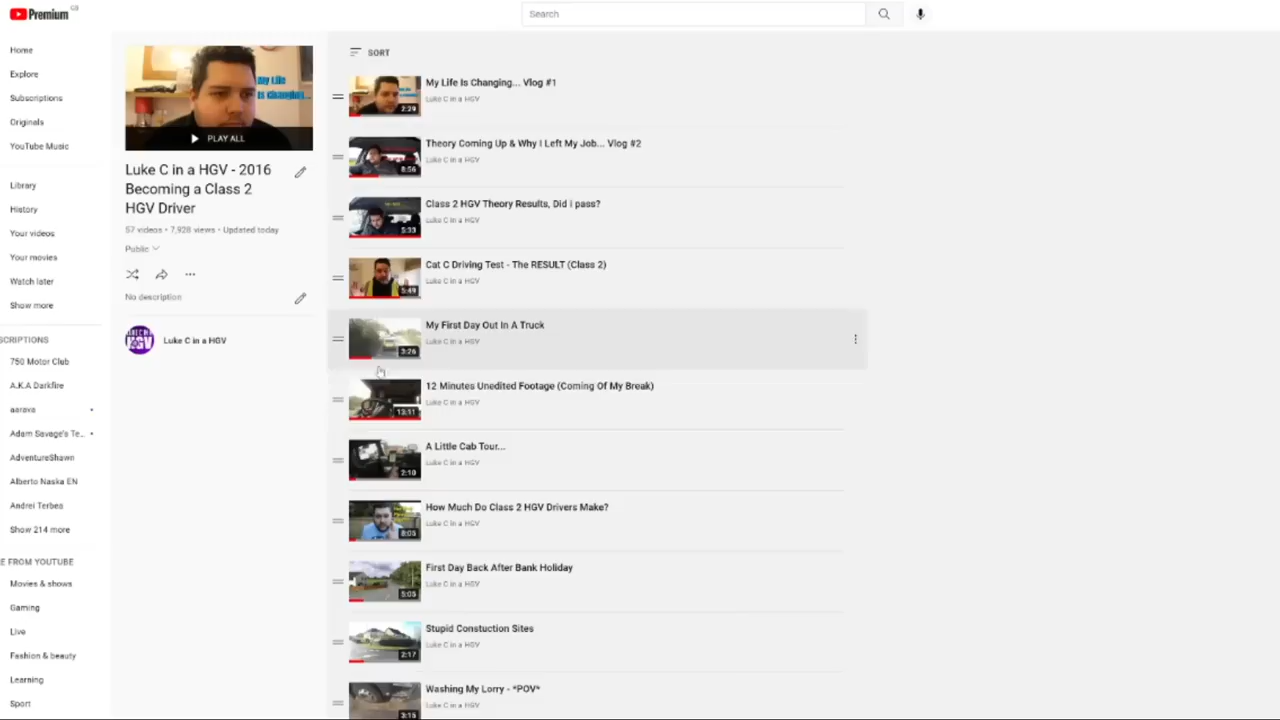 Premium GB
Search
Home
Explore
Subscriptions
Originals
YouTube Music
Library
History
Your videos
Your movies
Watch later
Show more
SCRIPTIONS
750 Motor Club
A.K.A Darkfire
aarava
Adam Savage's Te...
AdventureShawn
Alberto Naska EN
Andrei Terbea
Show 214 more
E FROM YOUTUBE
Movies & shows
Gaming
Live
Fashion & beauty
Learning
Sport
My Life
Is Changing...
PLAY ALL
Luke C in a HGV - 2016
Becoming a Class 2
HGV Driver
57 videos • 7,928 views • Updated today
Public
No description
Luke C in a HGV
SORT
My Life Is Changing... Vlog #1
Luke C in a HGV
2:29
Theory Coming Up & Why I Left My Job... Vlog #2
Luke C in a HGV
8:56
Class 2 HGV Theory Results, Did i pass?
Luke C in a HGV
5:33
Cat C Driving Test - The RESULT (Class 2)
Luke C in a HGV
5:49
My First Day Out In A Truck
Luke C in a HGV
3:26
12 Minutes Unedited Footage (Coming Of My Break)
Luke C in a HGV
13:11
A Little Cab Tour...
Luke C in a HGV
2:10
How Much Do Class 2 HGV Drivers Make?
Luke C in a HGV
8:05
First Day Back After Bank Holiday
Luke C in a HGV
5:05
Stupid Constuction Sites
Luke C in a HGV
2:17
Washing My Lorry - *POV*
Luke C in a HGV
3:15